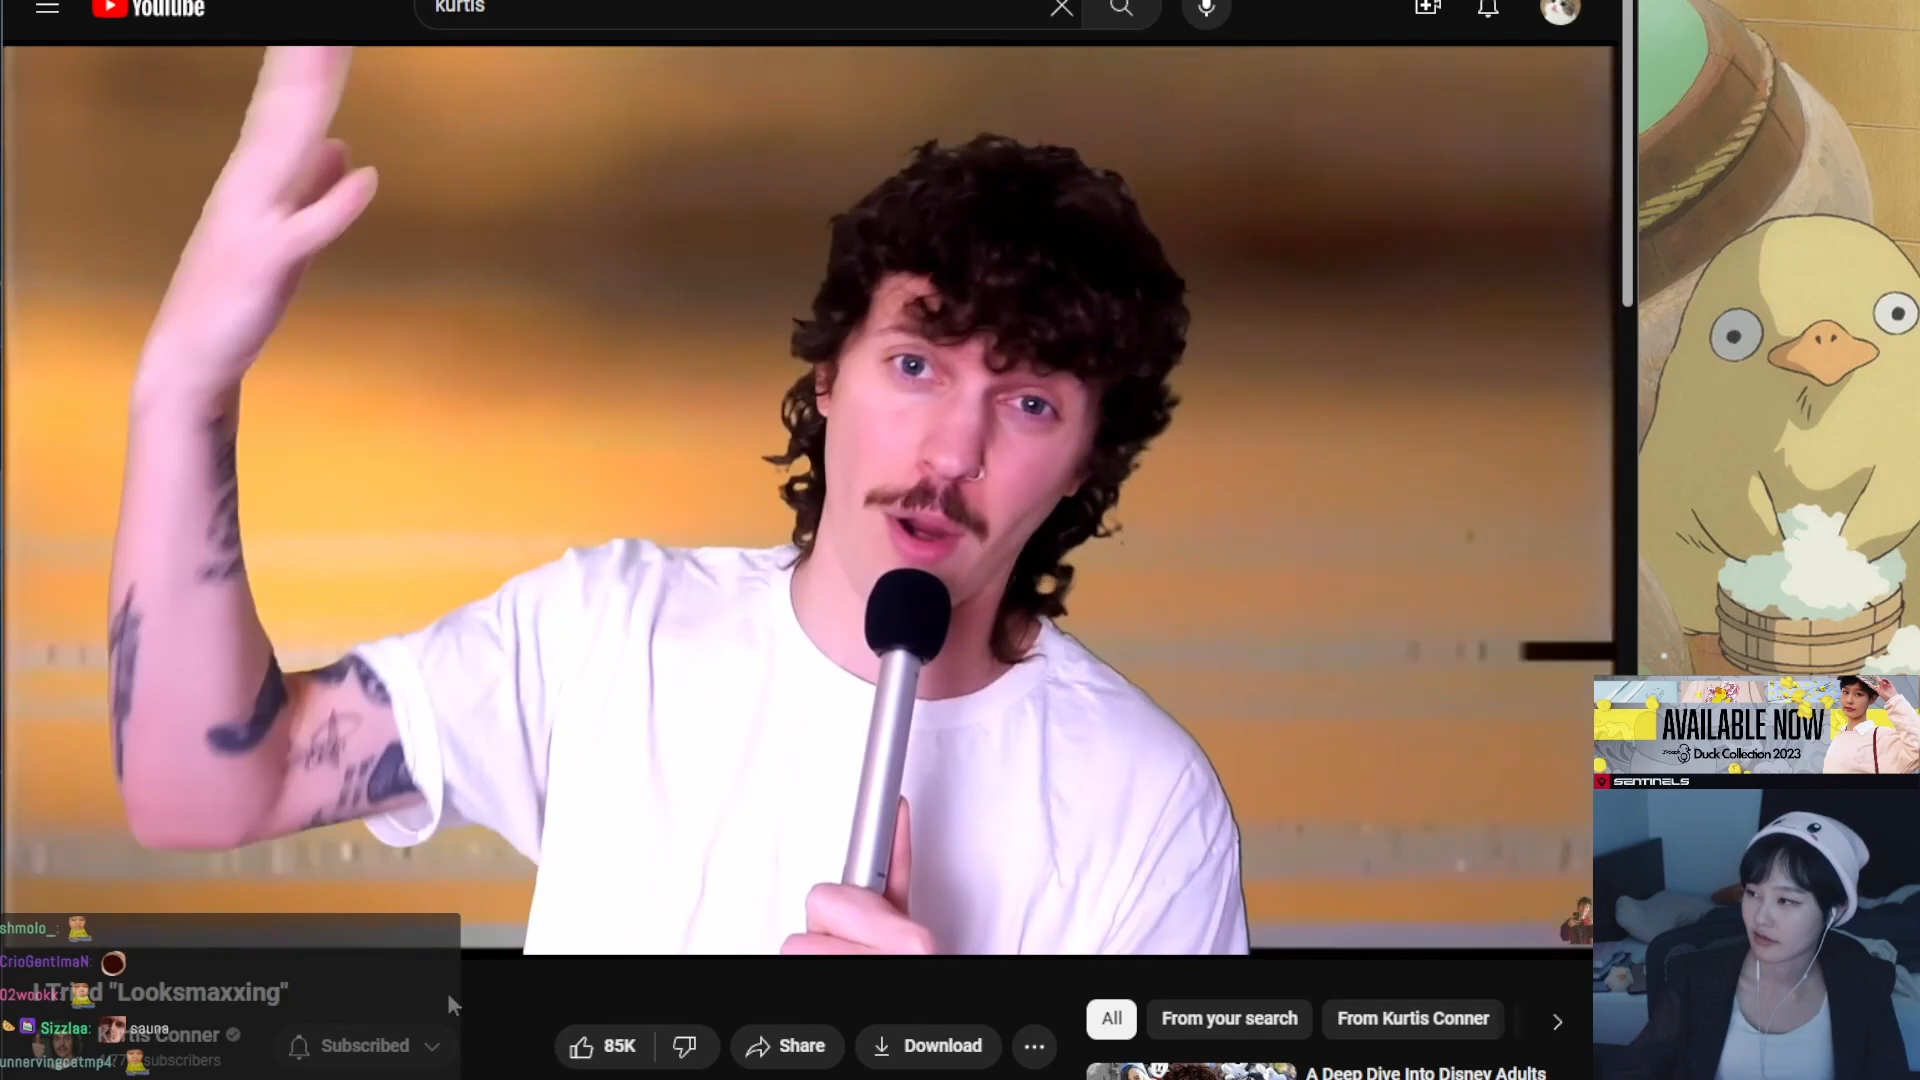 YouTube
kurtis
AVAILABLE NOW
Duck Collection 2023
SENTINELS
shmolo_:
CrioGentlmaN:
02wookk:
I Tried "Looksmaxxing"
Sizzlaa: sauna
Kurtis Conner
unnervingcatmp4:
subscribers
Subscribed
85K
Share
Download
All
From your search
From Kurtis Conner
A Deep Dive Into Disney Adults